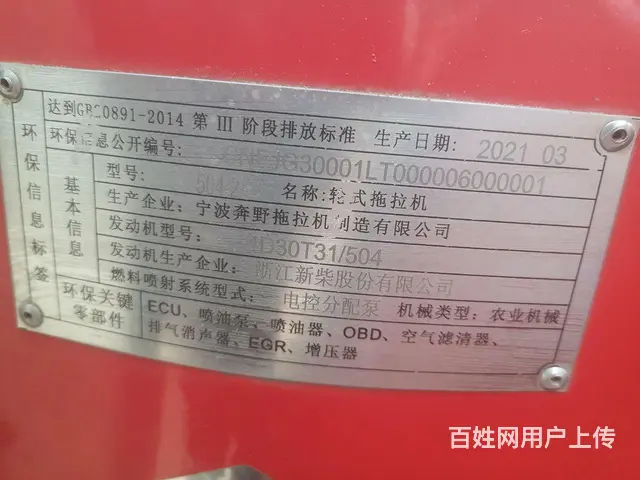 达到GB20891-2014 第 III 阶段排放标准 生产日期: 2021 03
环保信息公开编号: G30001LT000006000001
环保信息标签
基本信息
型号: 504 名称:轮式拖拉机
生产企业: 宁波奔野拖拉机制造有限公司
发动机型号: 4D30T31/504
发动机生产企业: 浙江新柴股份有限公司
燃料喷射系统型式: 电控分配泵 机械类型: 农业机械
环保关键零部件
ECU、喷油泵、喷油器、OBD、空气滤清器、
排气消声器、EGR、增压器
百姓网用户上传